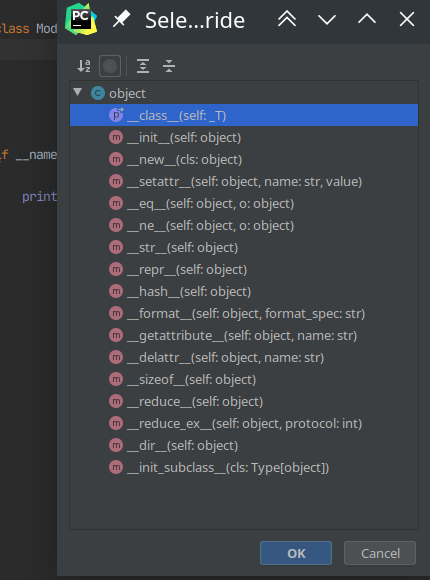 class Mod
PC
Sele...ride
a
z
C object
p __class__(self: _T)
m __init__(self: object)
m __new__(cls: object)
m __setattr__(self: object, name: str, value)
m __eq__(self: object, o: object)
m __ne__(self: object, o: object)
m __str__(self: object)
m __repr__(self: object)
m __hash__(self: object)
m __format__(self: object, format_spec: str)
m __getattribute__(self: object, name: str)
m __delattr__(self: object, name: str)
m __sizeof__(self: object)
m __reduce__(self: object)
m __reduce_ex__(self: object, protocol: int)
m __dir__(self: object)
m __init_subclass__(cls: Type[object])
if __name
print
OK
Cancel